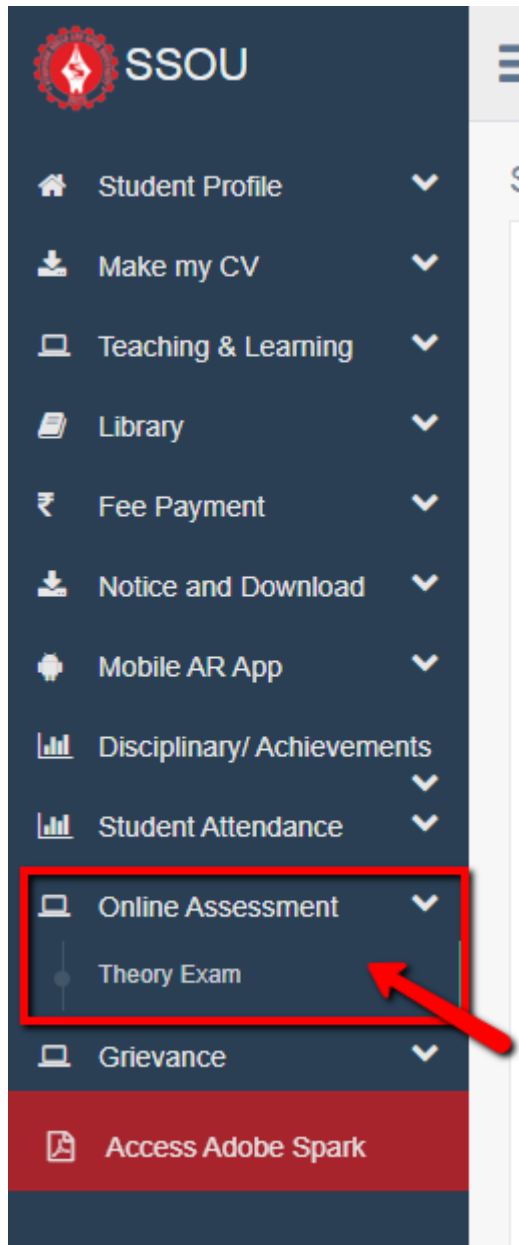 SSOU
Student Profile
Make my CV
Teaching & Learning
Library
₹ Fee Payment
Notice and Download
Mobile AR App
Disciplinary/ Achievements
Student Attendance
Online Assessment
Theory Exam
Grievance
Access Adobe Spark